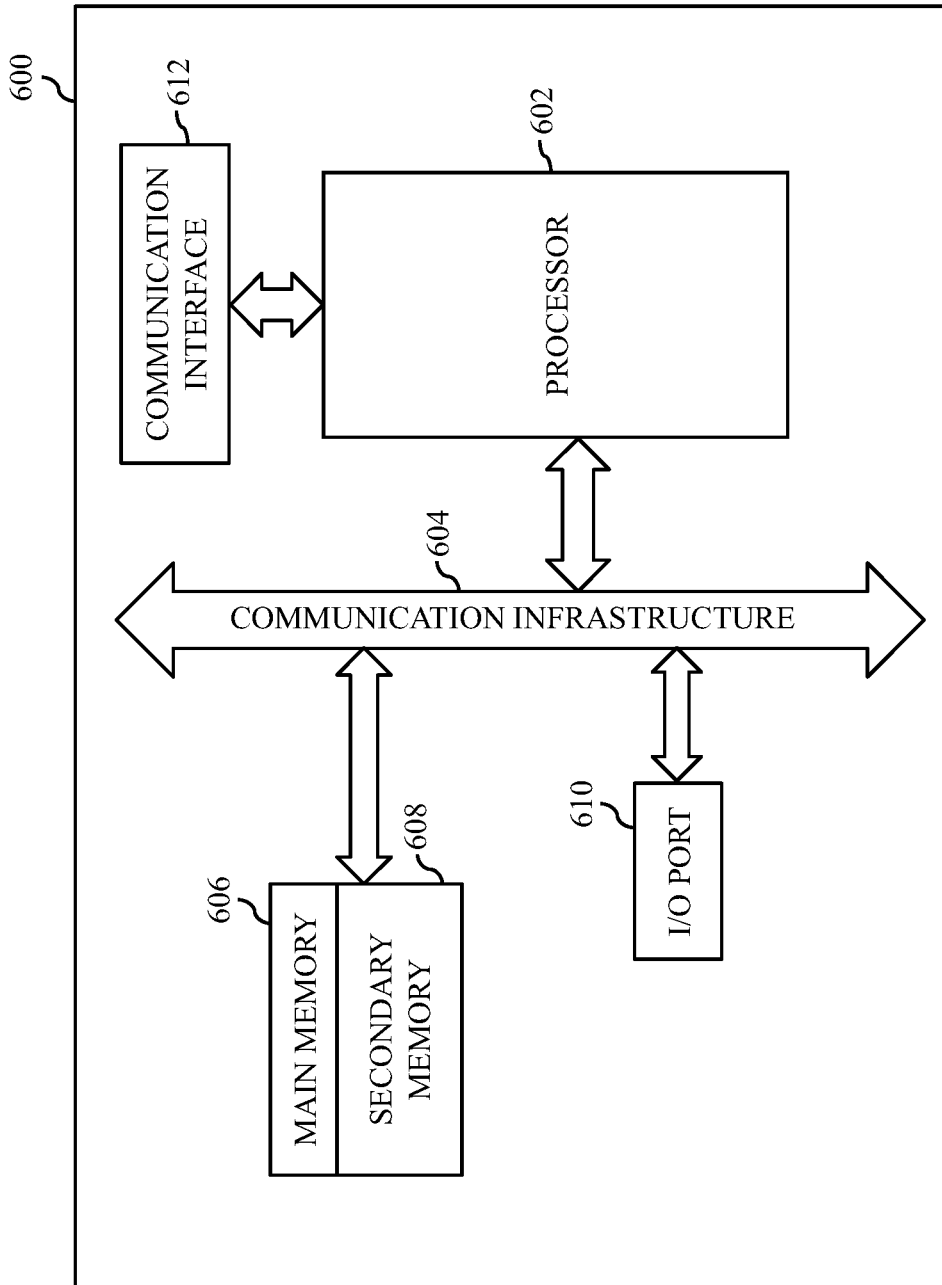 600
606
MAIN MEMORY
SECONDARY
MEMORY
608
610
I/O PORT
604
COMMUNICATION INFRASTRUCTURE
COMMUNICATION
INTERFACE
612
PROCESSOR
602